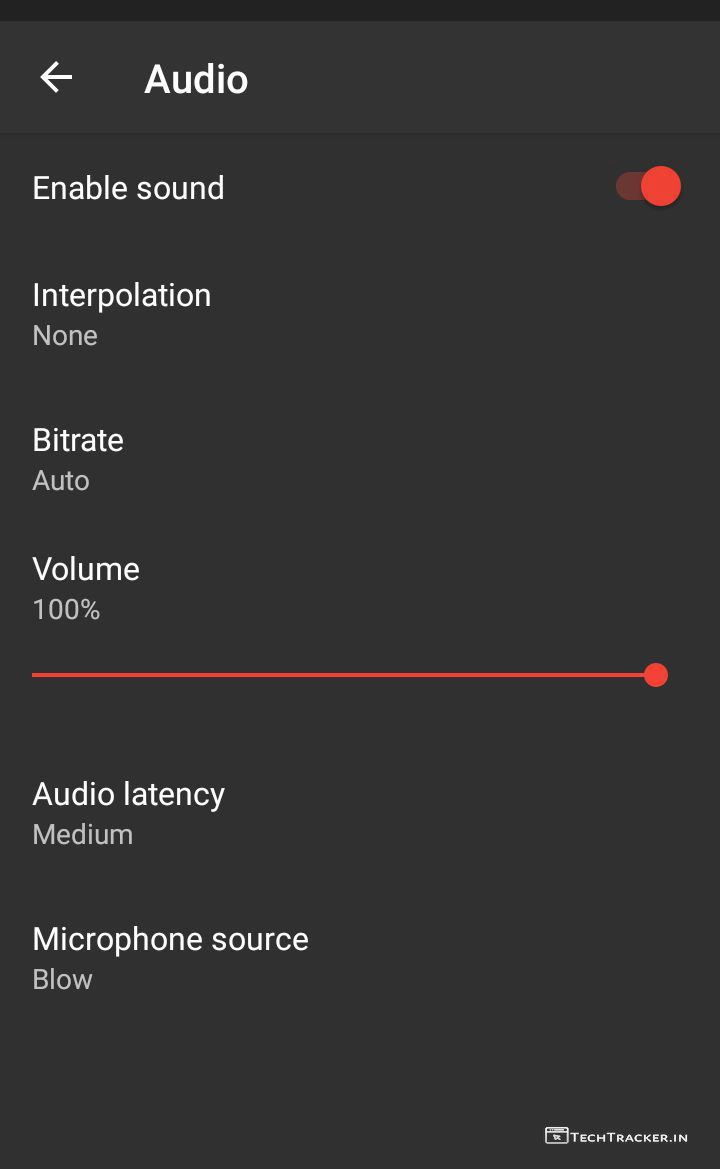 Audio
Enable sound
Interpolation
None
Bitrate
Auto
Volume
100%
Audio latency
Medium
Microphone source
Blow
TECHTRACKER.IN